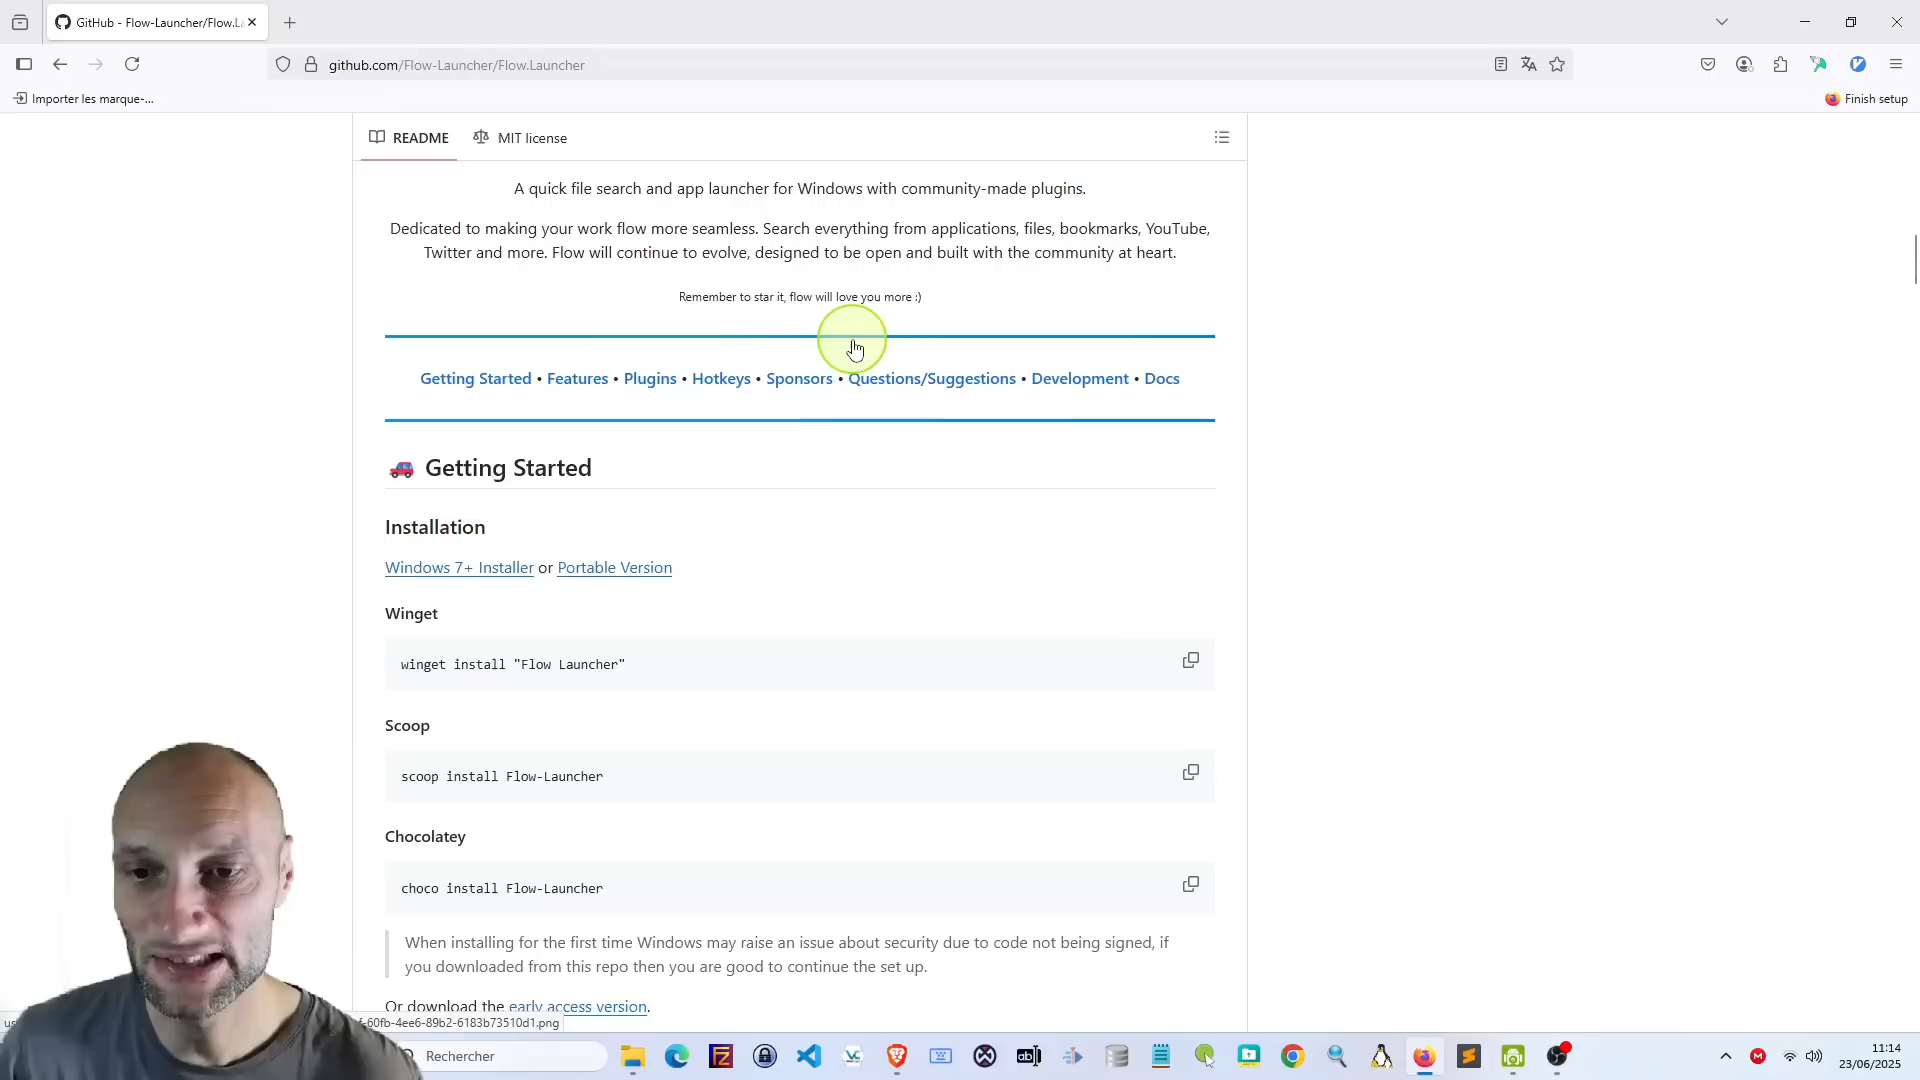 GitHub - Flow-Launcher/Flow.L
github.com/Flow-Launcher/Flow.Launcher
Importer les marque-...
Finish setup
README
MIT license
A quick file search and app launcher for Windows with community-made plugins.
Dedicated to making your work flow more seamless. Search everything from applications, files, bookmarks, YouTube,
Twitter and more. Flow will continue to evolve, designed to be open and built with the community at heart.
Remember to star it, flow will love you more :)
Getting Started • Features • Plugins • Hotkeys • Sponsors • Questions/Suggestions • Development • Docs
Getting Started
Installation
Windows 7+ Installer or Portable Version
Winget
winget install "Flow Launcher"
Scoop
scoop install Flow-Launcher
Chocolatey
choco install Flow-Launcher
When installing for the first time Windows may raise an issue about security due to code not being signed, if
you downloaded from this repo then you are good to continue the set up.
Or download the early access version.
-60fb-4ee6-89b2-6183b73510d1.png
Rechercher
abI
11:14
23/06/2025